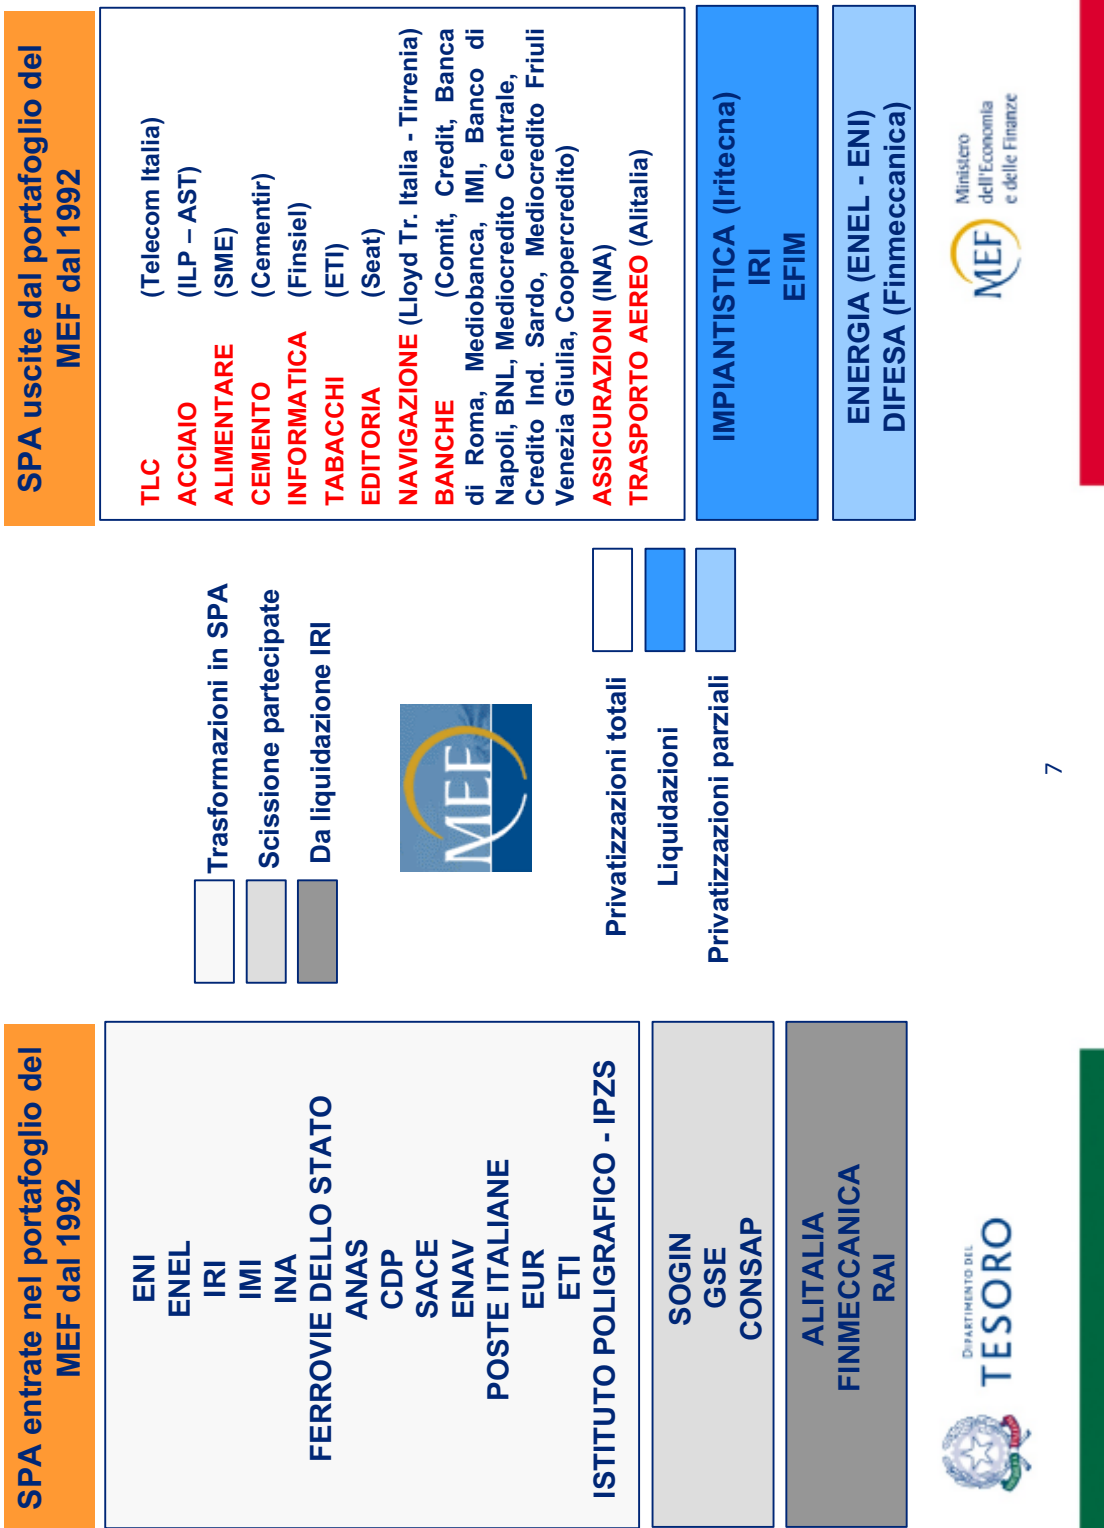 SPA entrate nel portafoglio del
MEF dal 1992
ENI
ENEL
IRI
IMI
INA
FERROVIE DELLO STATO
ANAS
CDP
SACE
ENAV
POSTE ITALIANE
EUR
ETI
ISTITUTO POLIGRAFICO - IPZS
SOGIN
GSE
CONSAP
ALITALIA
FINMECCANICA
RAI
Trasformazioni in SPA
Scissione partecipate
Da liquidazione IRI
MEF
Privatizzazioni totali
Liquidazioni
Privatizzazioni parziali
SPA uscite dal portafoglio del
MEF dal 1992
TLC (Telecom Italia)
ACCIAIO (ILP – AST)
ALIMENTARE (SME)
CEMENTO (Cementir)
INFORMATICA (Finsiel)
TABACCHI (ETI)
EDITORIA (Seat)
NAVIGAZIONE (Lloyd Tr. Italia - Tirrenia)
BANCHE (Comit, Credit, Banca
di Roma, Mediobanca, IMI, Banco di
Napoli, BNL, Mediocredito Centrale,
Credito Ind. Sardo, Mediocredito Friuli
Venezia Giulia, Coopercredito)
ASSICURAZIONI (INA)
TRASPORTO AEREO (Alitalia)
IMPIANTISTICA (Iritecna)
IRI
EFIM
ENERGIA (ENEL - ENI)
DIFESA (Finmeccanica)
DIPARTIMENTO DEL
TESORO
7
MEF
Ministero
dell'Economia
e delle Finanze